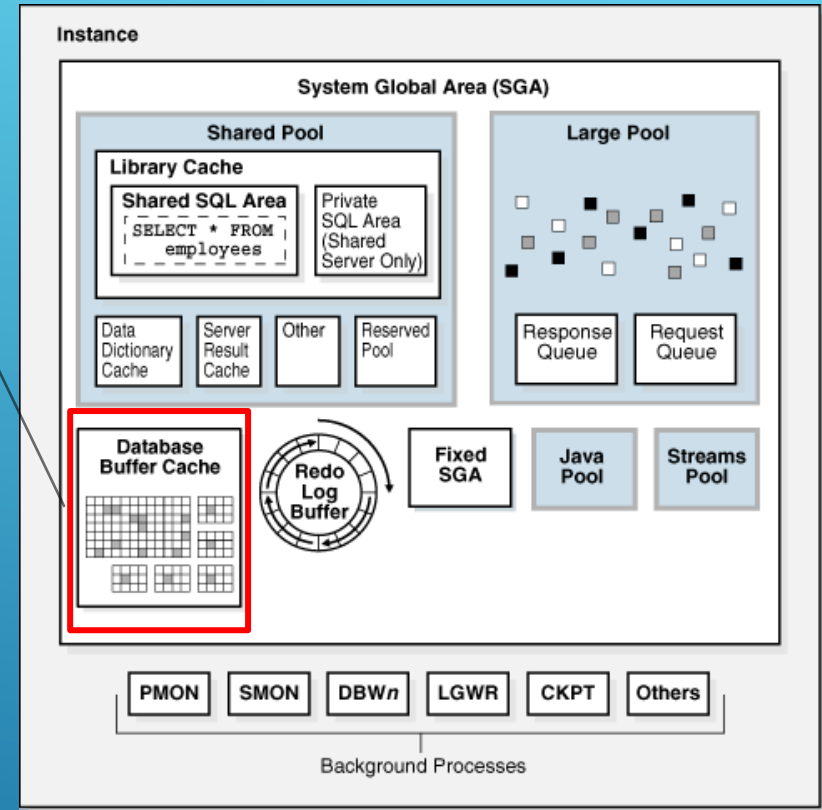 Instance
System Global Area (SGA)
Shared Pool
Library Cache
Shared SQL Area
SELECT * FROM
employees
Private
SQL Area
(Shared
Server Only)
Data
Dictionary
Cache
Server
Result
Cache
Other
Reserved
Pool
Large Pool
Response
Queue
Request
Queue
Database
Buffer Cache
Redo
Log
Buffer
Fixed
SGA
Java
Pool
Streams
Pool
PMON
SMON
DBWn
LGWR
CKPT
Others
Background Processes